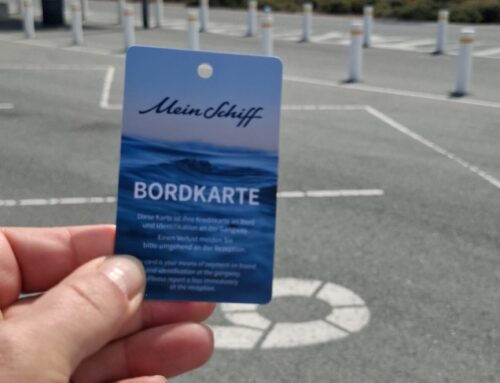 Mein Schiff
BORDKARTE
Diese Karte ist Ihre Kreditkarte an Bord
und Identifikation an der Gangway.
Einen Verlust melden Sie
bitte umgehend an der Rezeption.
card is your means of payment on board
and identification at the gangway.
Please report a loss immediately
at the reception.